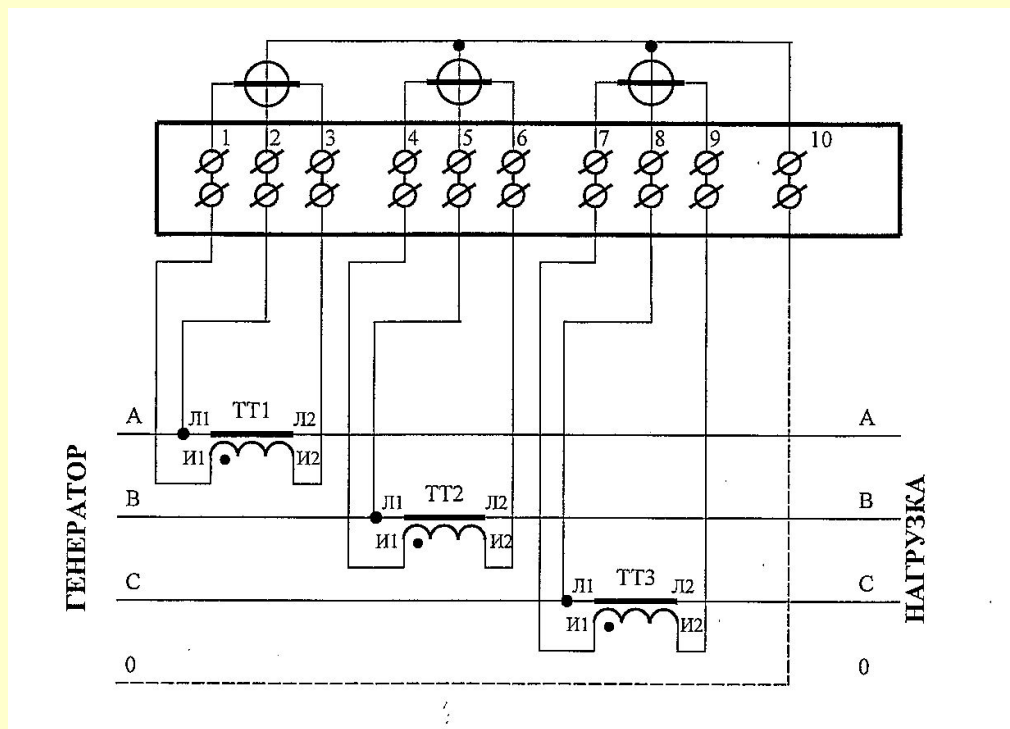 1 2 3 4 5 6 7 8 9 10
A Л1 ТТ1 Л2 A
И1 И2
B Л1 ТТ2 Л2 B
И1 И2
C Л1 ТТ3 Л2 C
И1 И2
0 0
ГЕНЕРАТОР
НАГРУЗКА